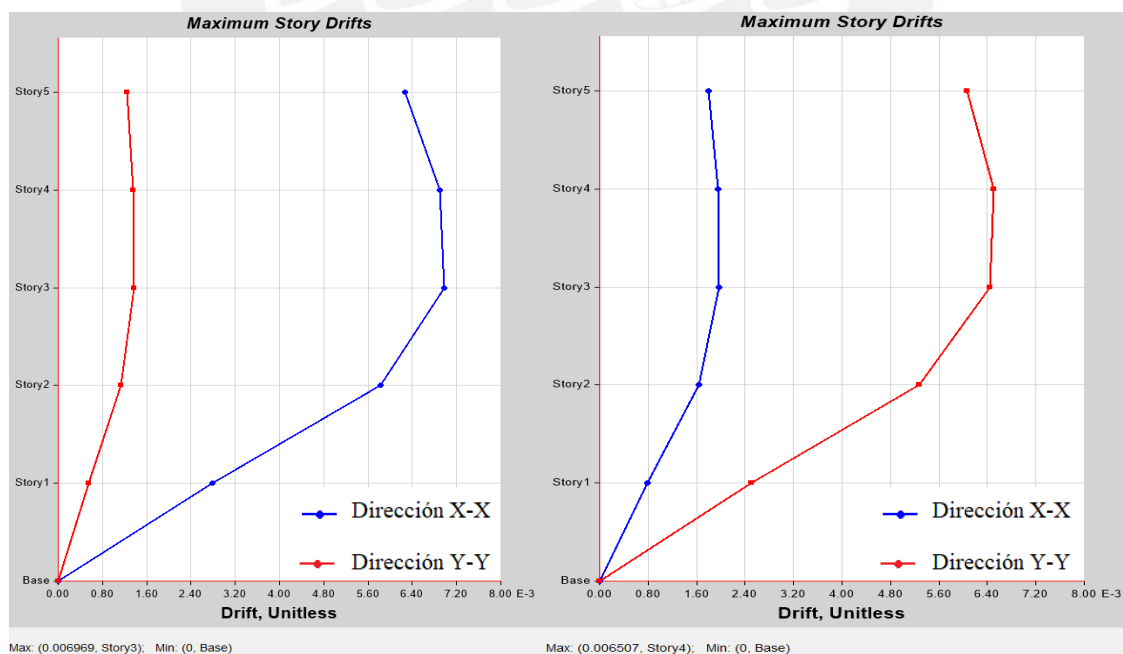 Maximum Story Drifts
Story5
Story4
Story3
Story2
Story1
Base
Dirección X-X
Dirección Y-Y
0.00 0.80 1.60 2.40 3.20 4.00 4.80 5.60 6.40 7.20 8.00 E-3
Drift, Unitless
Max: (0.006969, Story3); Min: (0, Base)
Maximum Story Drifts
Story5
Story4
Story3
Story2
Story1
Base
Dirección X-X
Dirección Y-Y
0.00 0.80 1.60 2.40 3.20 4.00 4.80 5.60 6.40 7.20 8.00 E-3
Drift, Unitless
Max: (0.006507, Story4); Min: (0, Base)